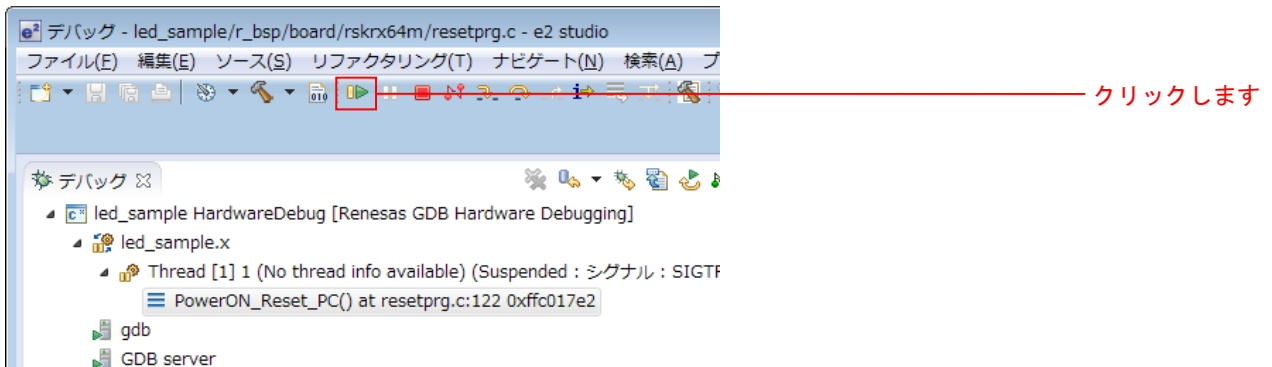 デバッグ - led_sample/r_bsp/board/rskrx64m/resetprg.c - e2 studio
ファイル(F) 編集(E) ソース(S) リファクタリング(T) ナビゲート(N) 検索(A) プ
クリックします
デバッグ
led_sample HardwareDebug [Renesas GDB Hardware Debugging]
led_sample.x
Thread [1] 1 (No thread info available) (Suspended : シグナル : SIGTR
PowerON_Reset_PC() at resetprg.c:122 0xffc017e2
gdb
GDB server